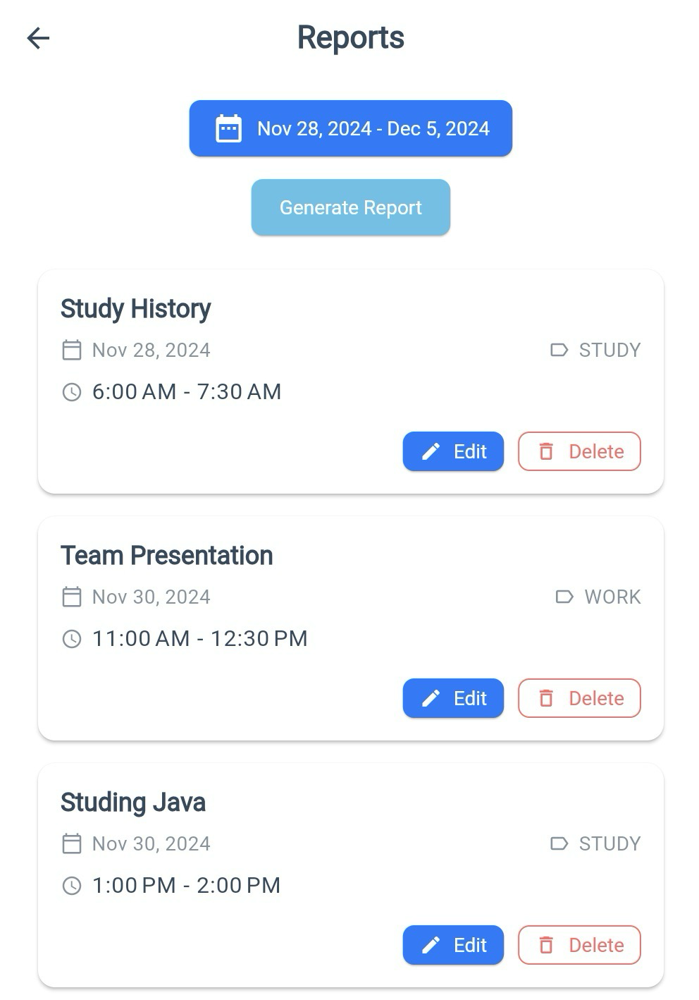 Reports
Nov 28, 2024 - Dec 5, 2024
Generate Report
Study History
Nov 28, 2024 STUDY
6:00 AM - 7:30 AM
Edit Delete
Team Presentation
Nov 30, 2024 WORK
11:00 AM - 12:30 PM
Edit Delete
Studing Java
Nov 30, 2024 STUDY
1:00 PM - 2:00 PM
Edit Delete